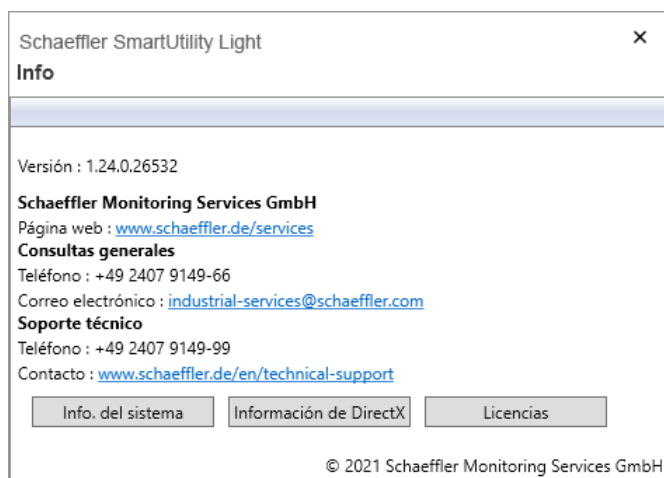 Schaeffler SmartUtility Light
Info
Versión : 1.24.0.26532
Schaeffler Monitoring Services GmbH
Página web : www.schaeffler.de/services
Consultas generales
Teléfono : +49 2407 9149-66
Correo electrónico : industrial-services@schaeffler.com
Soporte técnico
Teléfono : +49 2407 9149-99
Contacto : www.schaeffler.de/en/technical-support
Info. del sistema Información de DirectX Licencias
© 2021 Schaeffler Monitoring Services GmbH